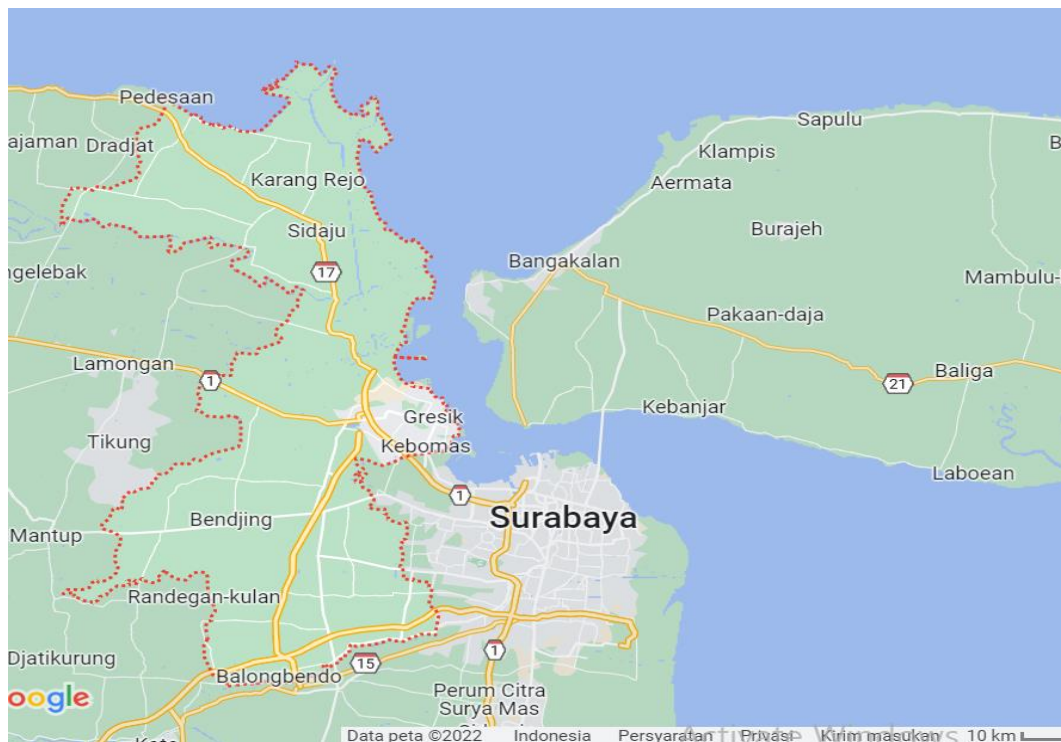 Pedesaan
ajaman
Dradjat
Karang Rejo
Sidaju
17
ngelebak
Lamongan
1
Tikung
Gresik
Kebomas
1
Bendjing
Surabaya
Mantup
Randegan-kulan
Djatikurung
Balongbendo
15
1
Perum Citra
Surya Mas
Sapulu
Klampis
Aermata
Burajeh
Bangakalan
Mambulu-
Pakaan-daja
21
Baliga
Kebanjar
Laboean
oogle
Activate Windows
Data peta ©2022 Indonesia Persyaratan Privasi Kirim masukan 10 km